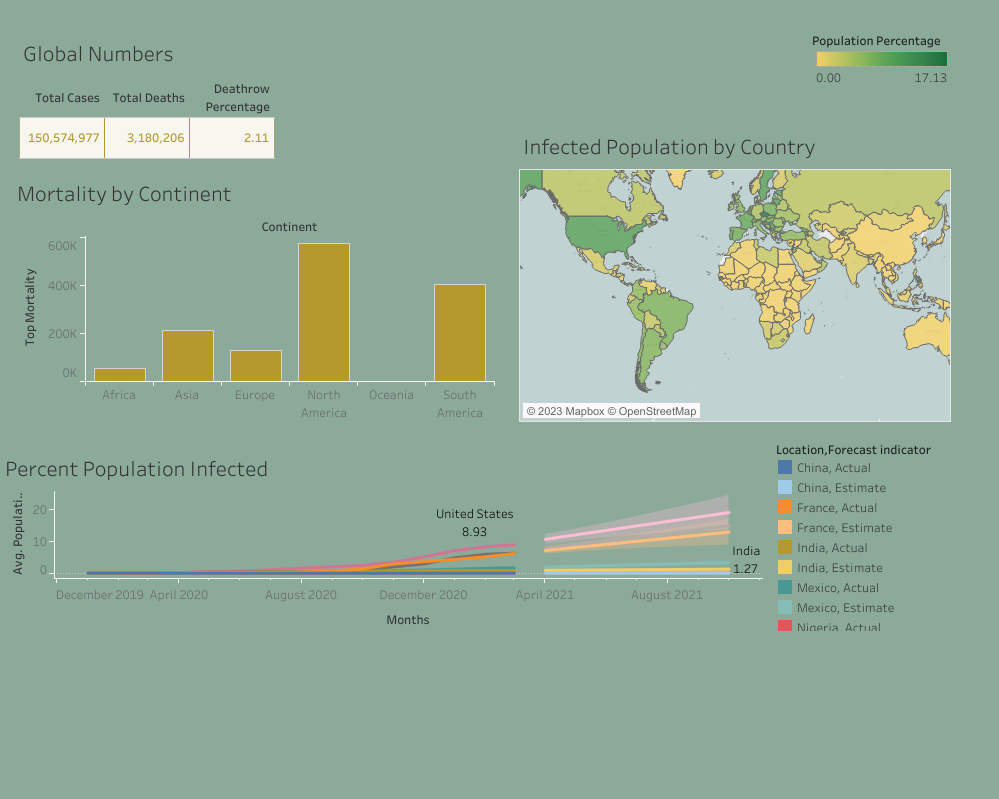 Global Numbers
Total Cases Total Deaths Deathrow Percentage
150,574,977 3,180,206 2.11
Population Percentage
0.00 17.13
Mortality by Continent
Continent
Top Mortality
600K
400K
200K
0K
Africa Asia Europe North America Oceania South America
Infected Population by Country
© 2023 Mapbox © OpenStreetMap
Percent Population Infected
Avg. Populati..
20
10
0
United States
8.93
India
1.27
December 2019 April 2020 August 2020 December 2020 April 2021 August 2021
Months
Location,Forecast indicator
China, Actual
China, Estimate
France, Actual
France, Estimate
India, Actual
India, Estimate
Mexico, Actual
Mexico, Estimate
Nigeria, Actual